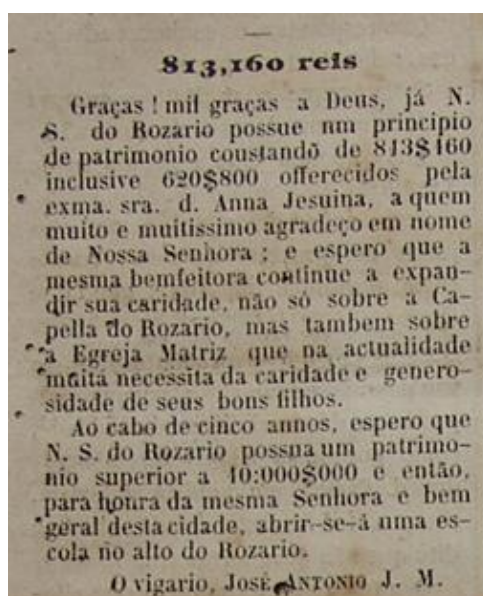 813,160 reis
Graças ! mil graças a Deus, já N.
S. do Rozario possue nm principio
de patrimonio coustandô de 813$160
inclusive 620$800 offerecidos pela
exma. sra. d. Anna Jesuina, a quem
muito e muitissimo agradeço em nome
de Nossa Senhora ; e espero que a
mesma bemfeitora continue a expan-
dir sua caridade, não só sobre a Ca-
pella do Rozario, mas tambem sobre
a Egreja Matriz que na actualidade
muita necessita da caridade e genero-
sidade de seus bons filhos.
Ao cabo de cinco annos, espero que
N. S. do Rozario possna um patrimo-
nio superior a 10:000$000 e então,
para honra da mesma Senhora e bem
geral desta cidade, abrir-se-á uma es-
cola no alto do Rozario.
O vigario, JOSÉ ANTONIO J. M.